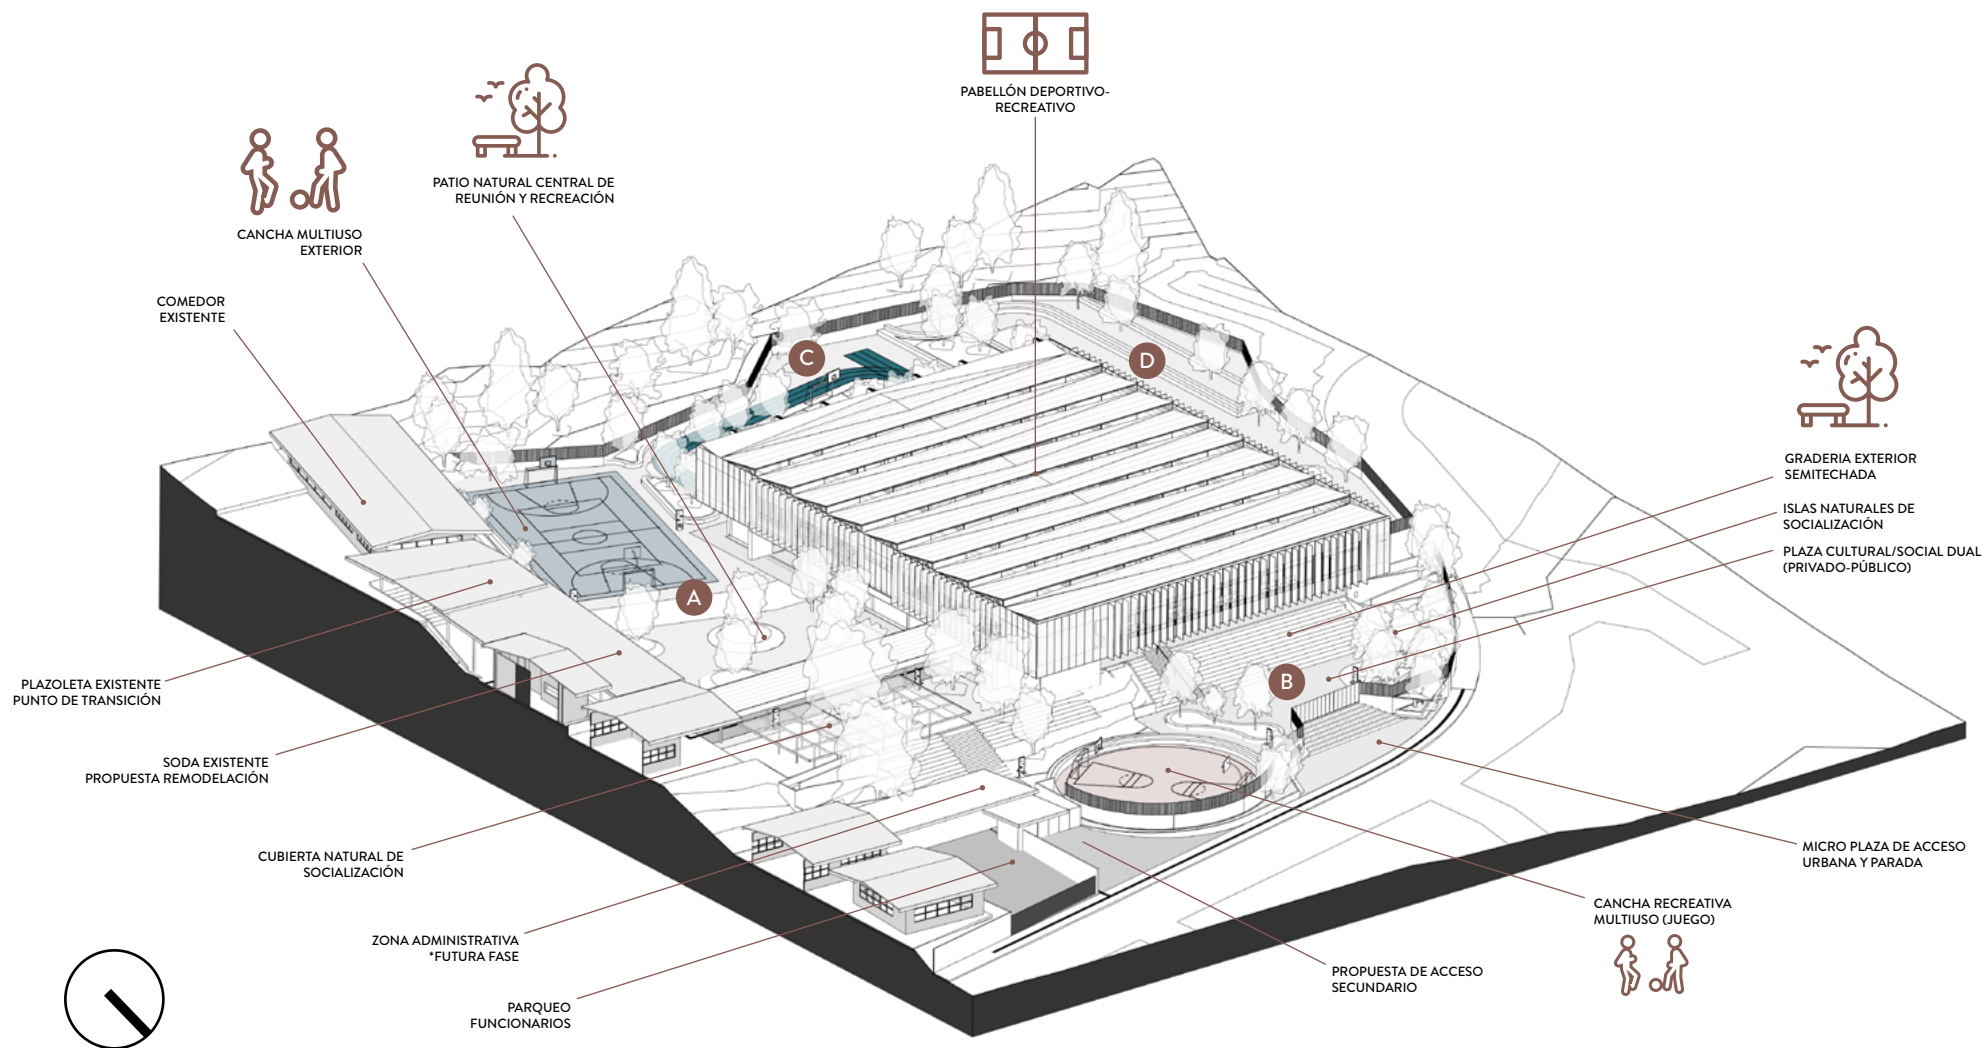 PABELLÓN DEPORTIVO-
RECREATIVO
PATIO NATURAL CENTRAL DE
REUNIÓN Y RECREACIÓN
CANCHA MULTIUSO
EXTERIOR
COMEDOR
EXISTENTE
C
D
A
B
GRADERIA EXTERIOR
SEMITECHADA
ISLAS NATURALES DE
SOCIALIZACIÓN
PLAZA CULTURAL/SOCIAL DUAL
(PRIVADO-PÚBLICO)
PLAZOLETA EXISTENTE
PUNTO DE TRANSICIÓN
SODA EXISTENTE
PROPUESTA REMODELACIÓN
CUBIERTA NATURAL DE
SOCIALIZACIÓN
MICRO PLAZA DE ACCESO
URBANA Y PARADA
CANCHA RECREATIVA
MULTIUSO (JUEGO)
ZONA ADMINISTRATIVA
*FUTURA FASE
PROPUESTA DE ACCESO
SECUNDARIO
PARQUEO
FUNCIONARIOS